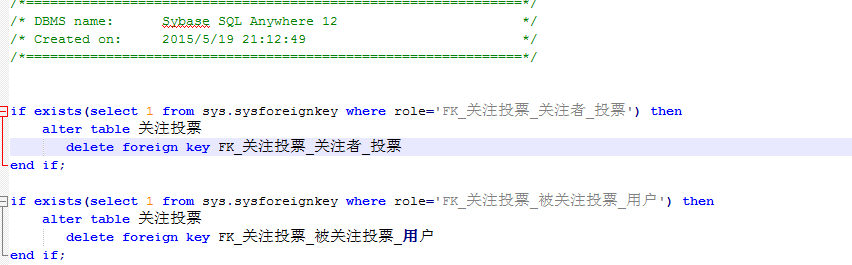 /*==============================================================*/
/* DBMS name:      Sybase SQL Anywhere 12                       */
/* Created on:     2015/5/19 21:12:49                           */
/*==============================================================*/
if exists(select 1 from sys.sysforeignkey where role='FK_关注投票_关注者_投票') then
    alter table 关注投票
       delete foreign key FK_关注投票_关注者_投票
end if;
if exists(select 1 from sys.sysforeignkey where role='FK_关注投票_被关注投票_用户') then
    alter table 关注投票
       delete foreign key FK_关注投票_被关注投票_用户
end if;